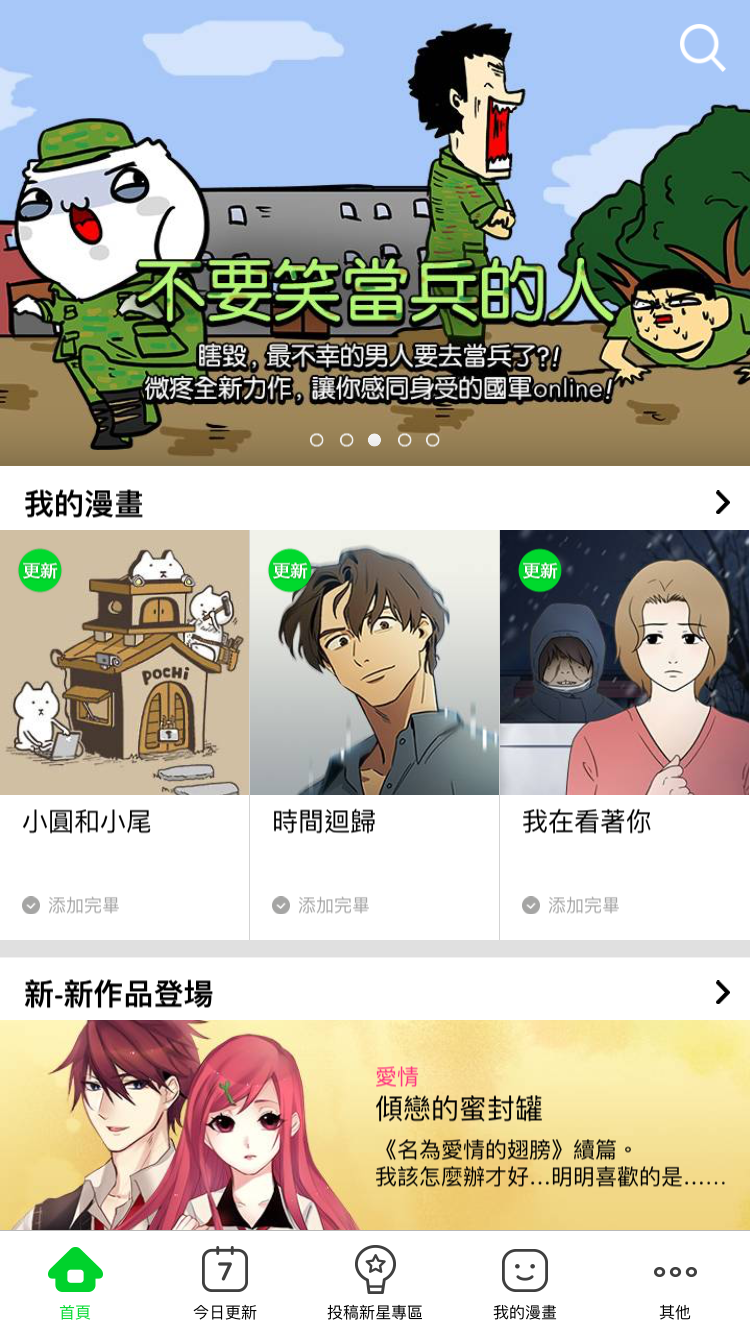 不要笑當兵的人
瞎毀，最不幸的男人要去當兵了?!
微疼全新力作，讓你感同身受的國軍online!
我的漫畫
更新
更新
更新
POCHI
小圓和小尾
時間迴歸
我在看著你
添加完畢
添加完畢
添加完畢
新-新作品登場
愛情
傾戀的蜜封罐
《名為愛情的翅膀》續篇。
我該怎麼辦才好…明明喜歡的是……
7
首頁
今日更新
投稿新星專區
我的漫畫
其他